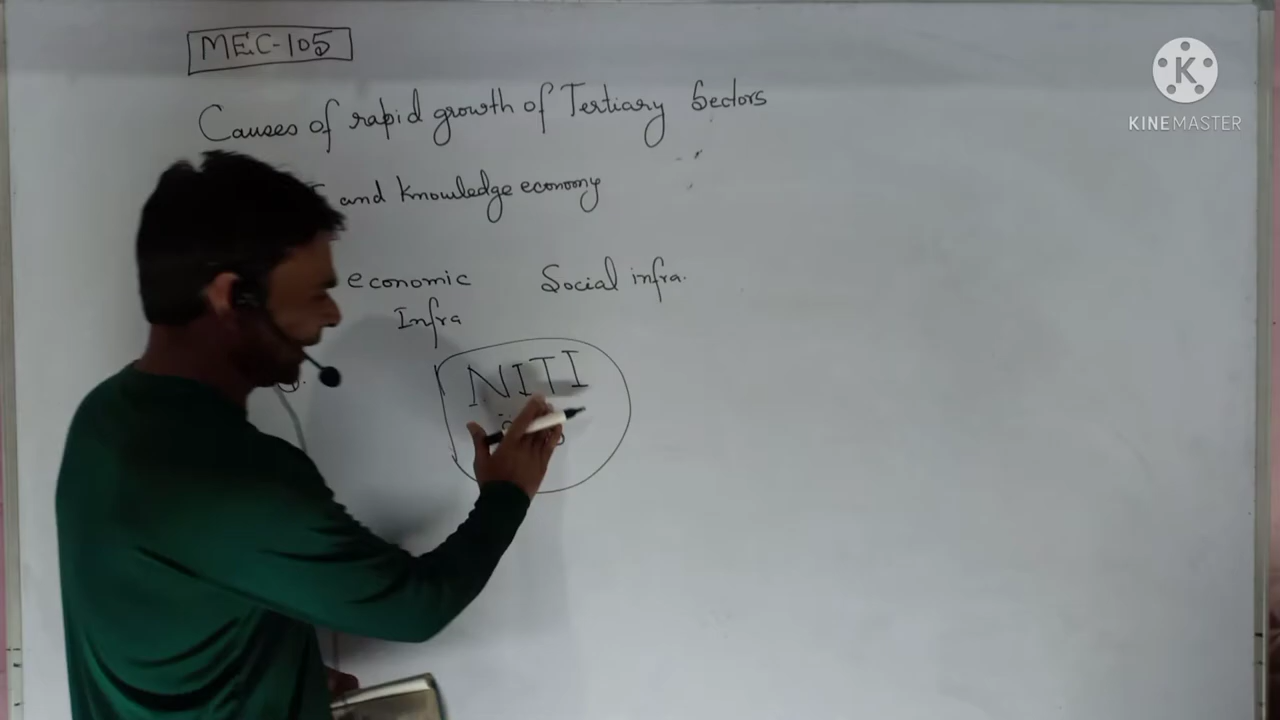 MEC-105
Causes of rapid growth of Tertiary Sectors
and Knowledge economy
economic Social infra.
Infra
NITI
K
KINEMASTER